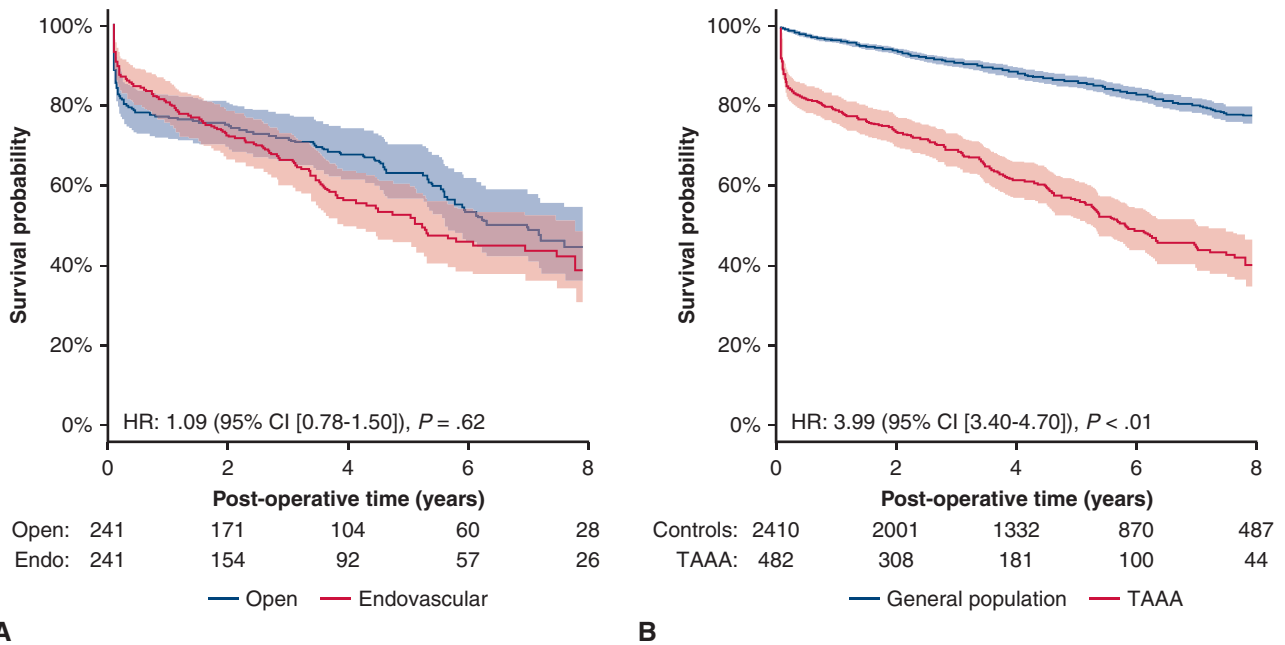 100%
80%
60%
40%
20%
0%
Survival probability
HR: 1.09 (95% CI [0.78-1.50]), P = .62
0 2 4 6 8
Post-operative time (years)
Open: 241 171 104 60 28
Endo: 241 154 92 57 26
Open Endovascular
A
100%
80%
60%
40%
20%
0%
Survival probability
HR: 3.99 (95% CI [3.40-4.70]), P < .01
0 2 4 6 8
Post-operative time (years)
Controls: 2410 2001 1332 870 487
TAAA: 482 308 181 100 44
General population TAAA
B